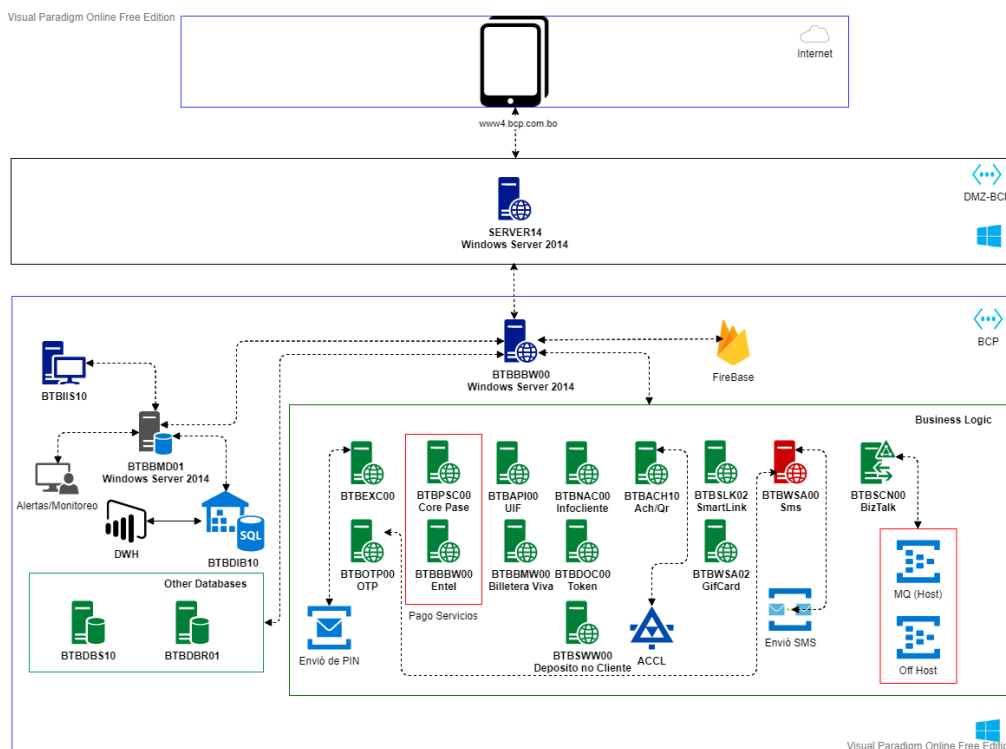 Visual Paradigm Online Free Edition
Internet
www4.bcp.com.bo
DMZ-BCP
SERVER14
Windows Server 2014
BCP
BTBBBW00
Windows Server 2014
FireBase
BTBIIS10
BTBBMD01
Windows Server 2014
Alertas/Monitoreo
DWH
SQL
BTBDIB10
Other Databases
BTBDBS10
BTBDBR01
Business Logic
BTBEXC00
BTBPSC00
Core Pase
BTBAPI00
UIF
BTBNAC00
Infocliente
BTBACH10
Ach/Qr
BTBSLK02
SmartLink
BTBWSA00
Sms
BTBSCN00
BizTalk
BTBOTP00
OTP
BTBBBW00
Entel
BTBBMW00
Billetera Viva
BTBDOC00
Token
BTBWSA02
GifCard
MQ (Host)
Pago Servicios
Envió de PIN
BTBSWW00
Deposito no Cliente
ACCL
Envió SMS
Off Host
Visual Paradigm Online Free Edition